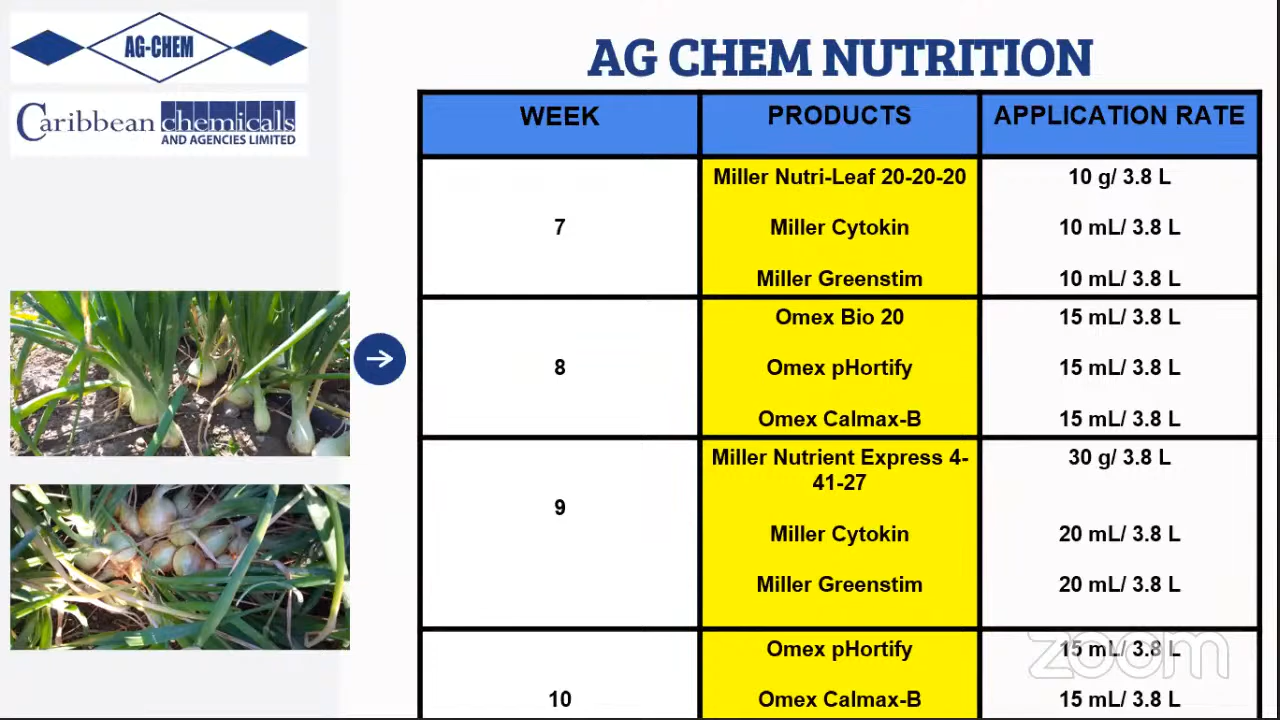 AG-CHEM
Caribbean chemicals
AND AGENCIES LIMITED
AG CHEM NUTRITION
WEEK PRODUCTS APPLICATION RATE
Miller Nutri-Leaf 20-20-20 10 g/ 3.8 L
7 Miller Cytokin 10 mL/ 3.8 L
Miller Greenstim 10 mL/ 3.8 L
Omex Bio 20 15 mL/ 3.8 L
8 Omex pHortify 15 mL/ 3.8 L
Omex Calmax-B 15 mL/ 3.8 L
Miller Nutrient Express 4- 30 g/ 3.8 L
41-27
9
Miller Cytokin 20 mL/ 3.8 L
Miller Greenstim 20 mL/ 3.8 L
Omex pHortify 15 mL/ 3.8 L
zoom
10 Omex Calmax-B 15 mL/ 3.8 L